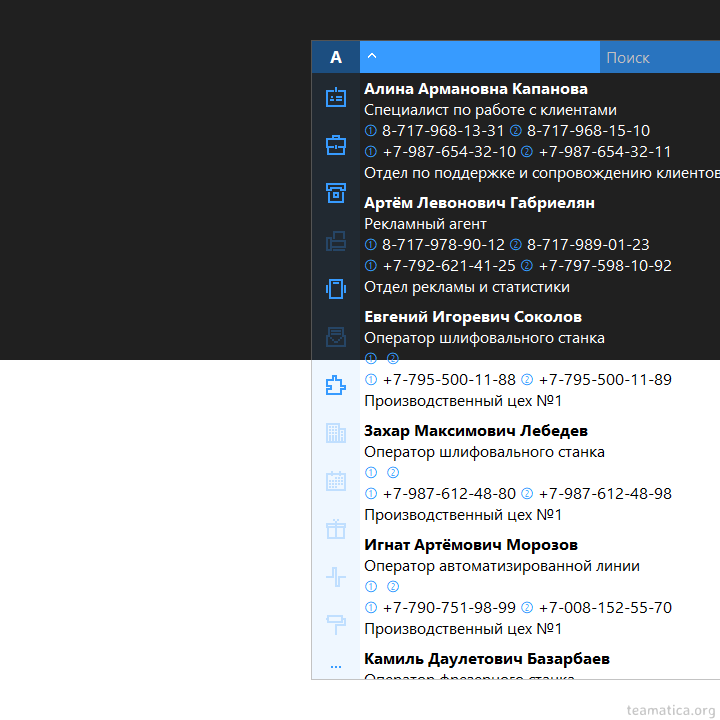 А
Поиск
Алина Армановна Капанова
Специалист по работе с клиентами
① 8-717-968-13-31 ② 8-717-968-15-10
① +7-987-654-32-10 ② +7-987-654-32-11
Отдел по поддержке и сопровождению клиентов
Артём Левонович Габриелян
Рекламный агент
① 8-717-978-90-12 ② 8-717-989-01-23
① +7-792-621-41-25 ② +7-797-598-10-92
Отдел рекламы и статистики
Евгений Игоревич Соколов
Оператор шлифовального станка
① ②
① +7-795-500-11-88 ② +7-795-500-11-89
Производственный цех №1
Захар Максимович Лебедев
Оператор шлифовального станка
① ②
① +7-987-612-48-80 ② +7-987-612-48-98
Производственный цех №1
Игнат Артёмович Морозов
Оператор автоматизированной линии
① ②
① +7-790-751-98-99 ② +7-008-152-55-70
Производственный цех №1
Камиль Даулетович Базарбаев
Оператор фрезерного станка
...
teamatica.org